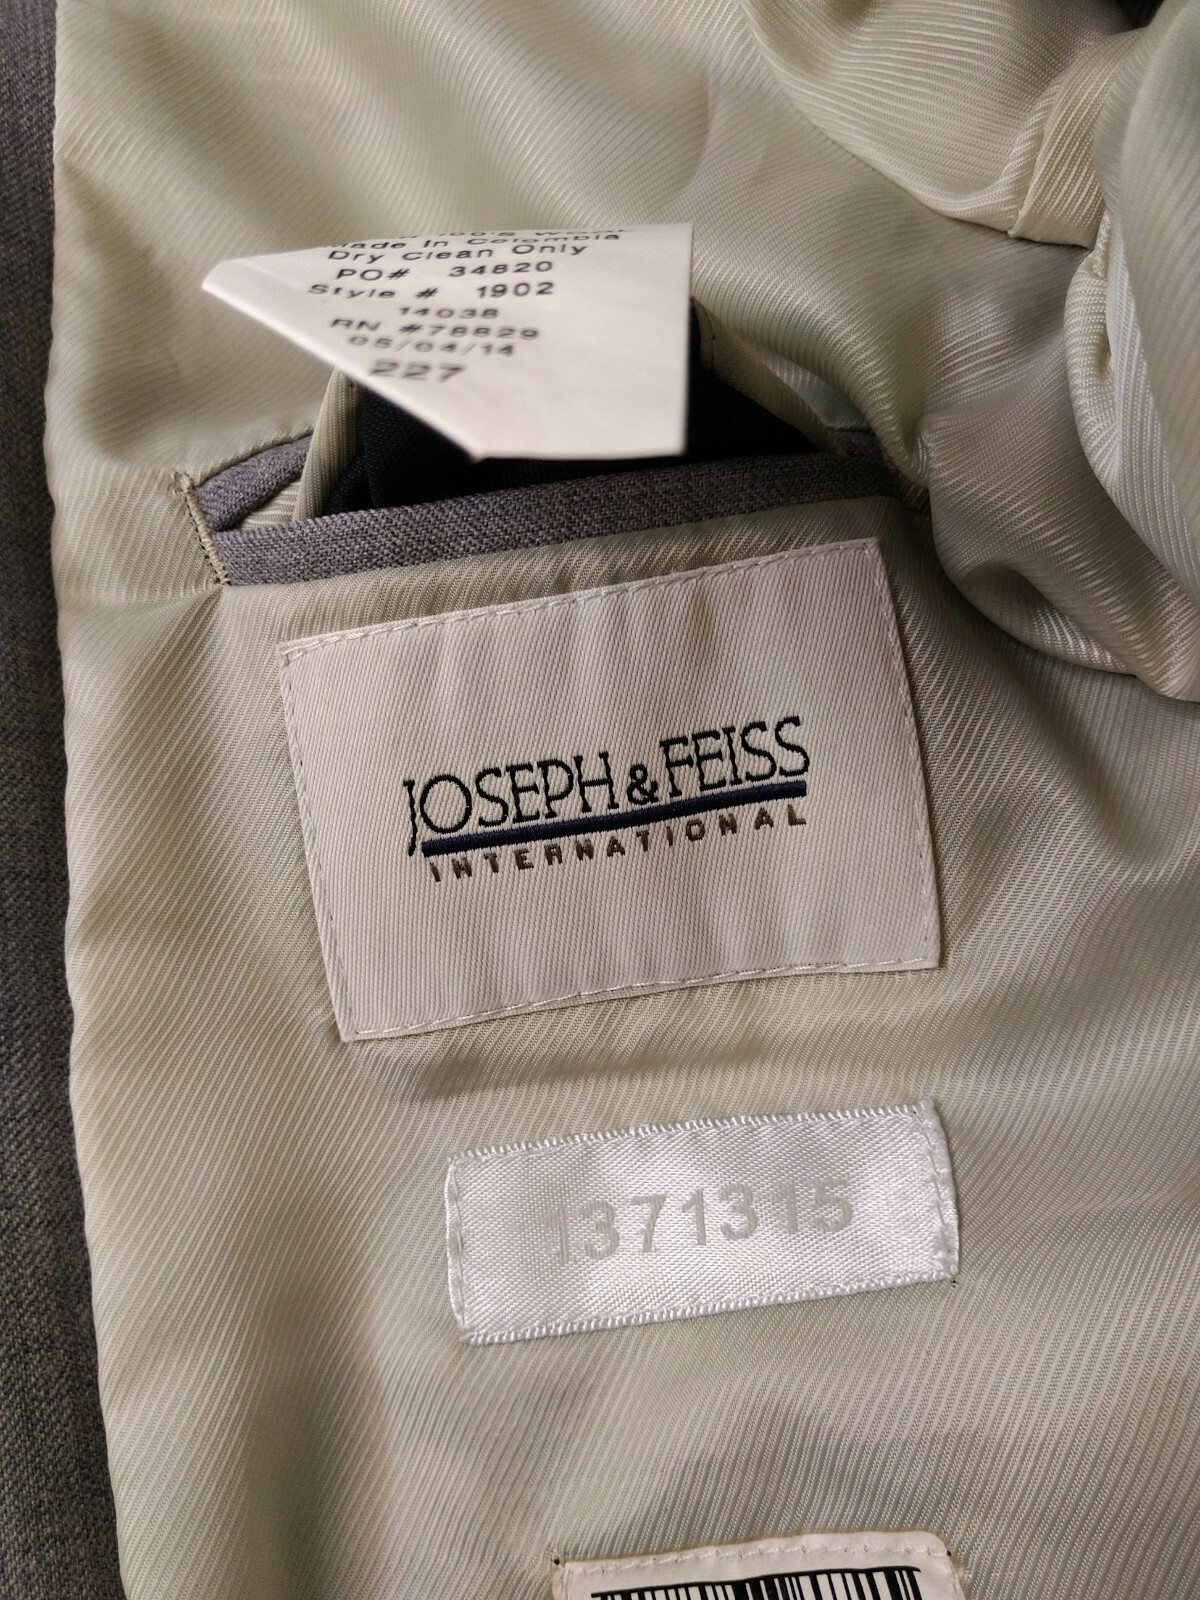 Made In Colombia
Dry Clean Only
PO# 34820
Style # 1902
14038
RN #78829
05/04/14
227
JOSEPH & FEISS
INTERNATIONAL
1371315